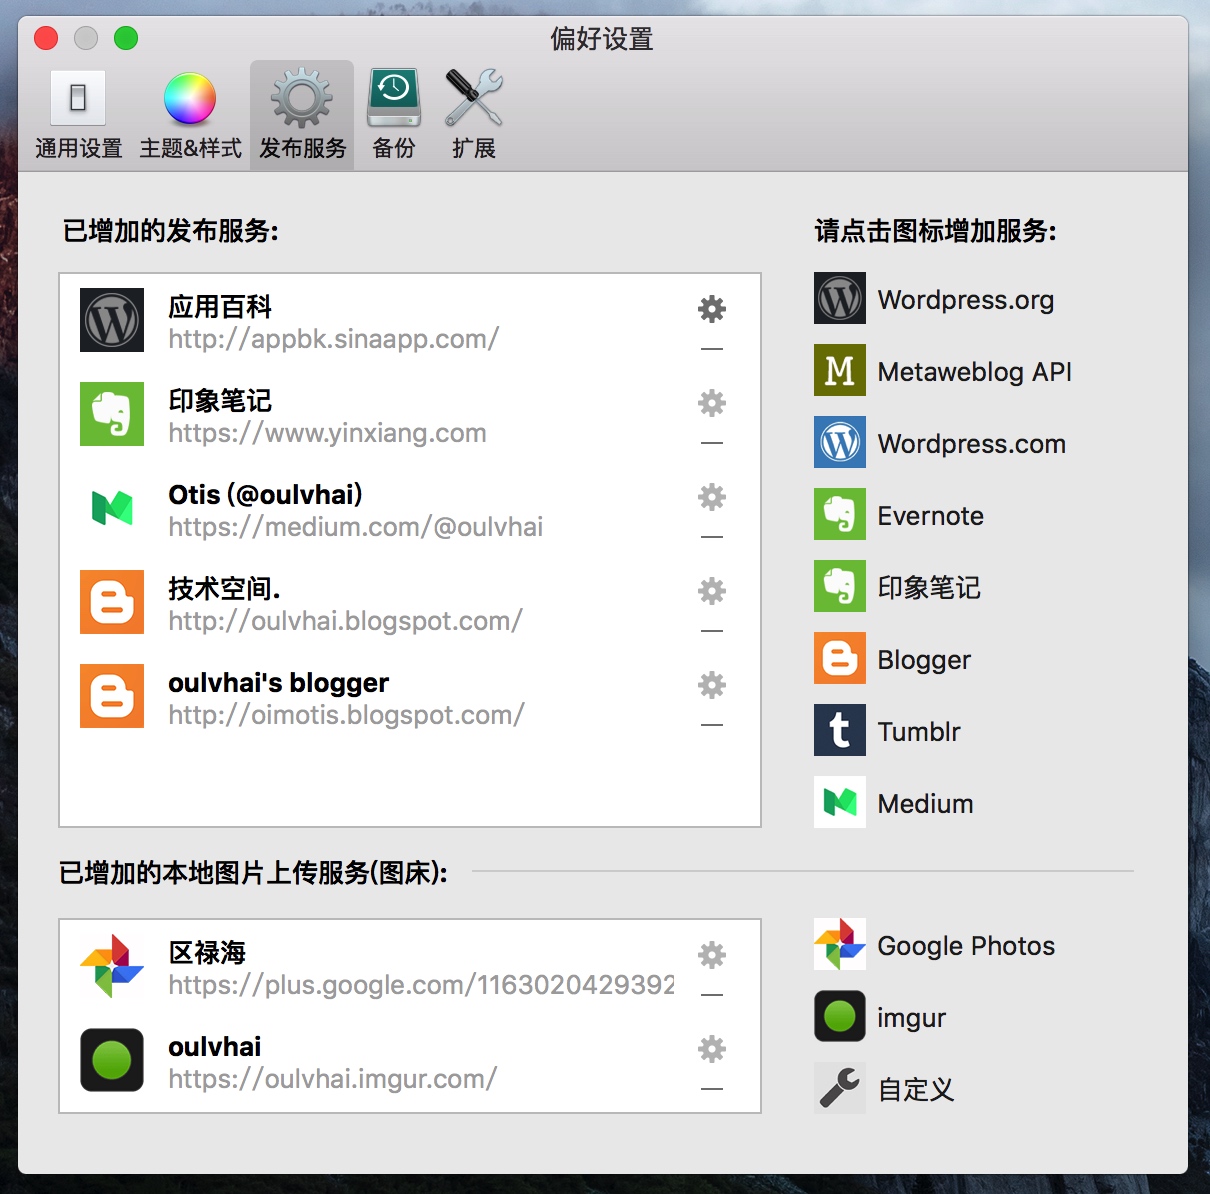 偏好设置
通用设置
主题&样式
发布服务
备份
扩展
已增加的发布服务:
应用百科
http://appbk.sinaapp.com/
印象笔记
https://www.yinxiang.com
Otis (@oulvhai)
https://medium.com/@oulvhai
技术空间.
http://oulvhai.blogspot.com/
oulvhai's blogger
http://oimotis.blogspot.com/
请点击图标增加服务:
Wordpress.org
M
Metaweblog API
Wordpress.com
Evernote
印象笔记
Blogger
Tumblr
Medium
已增加的本地图片上传服务(图床):
区禄海
https://plus.google.com/1163020429392
oulvhai
https://oulvhai.imgur.com/
Google Photos
imgur
自定义